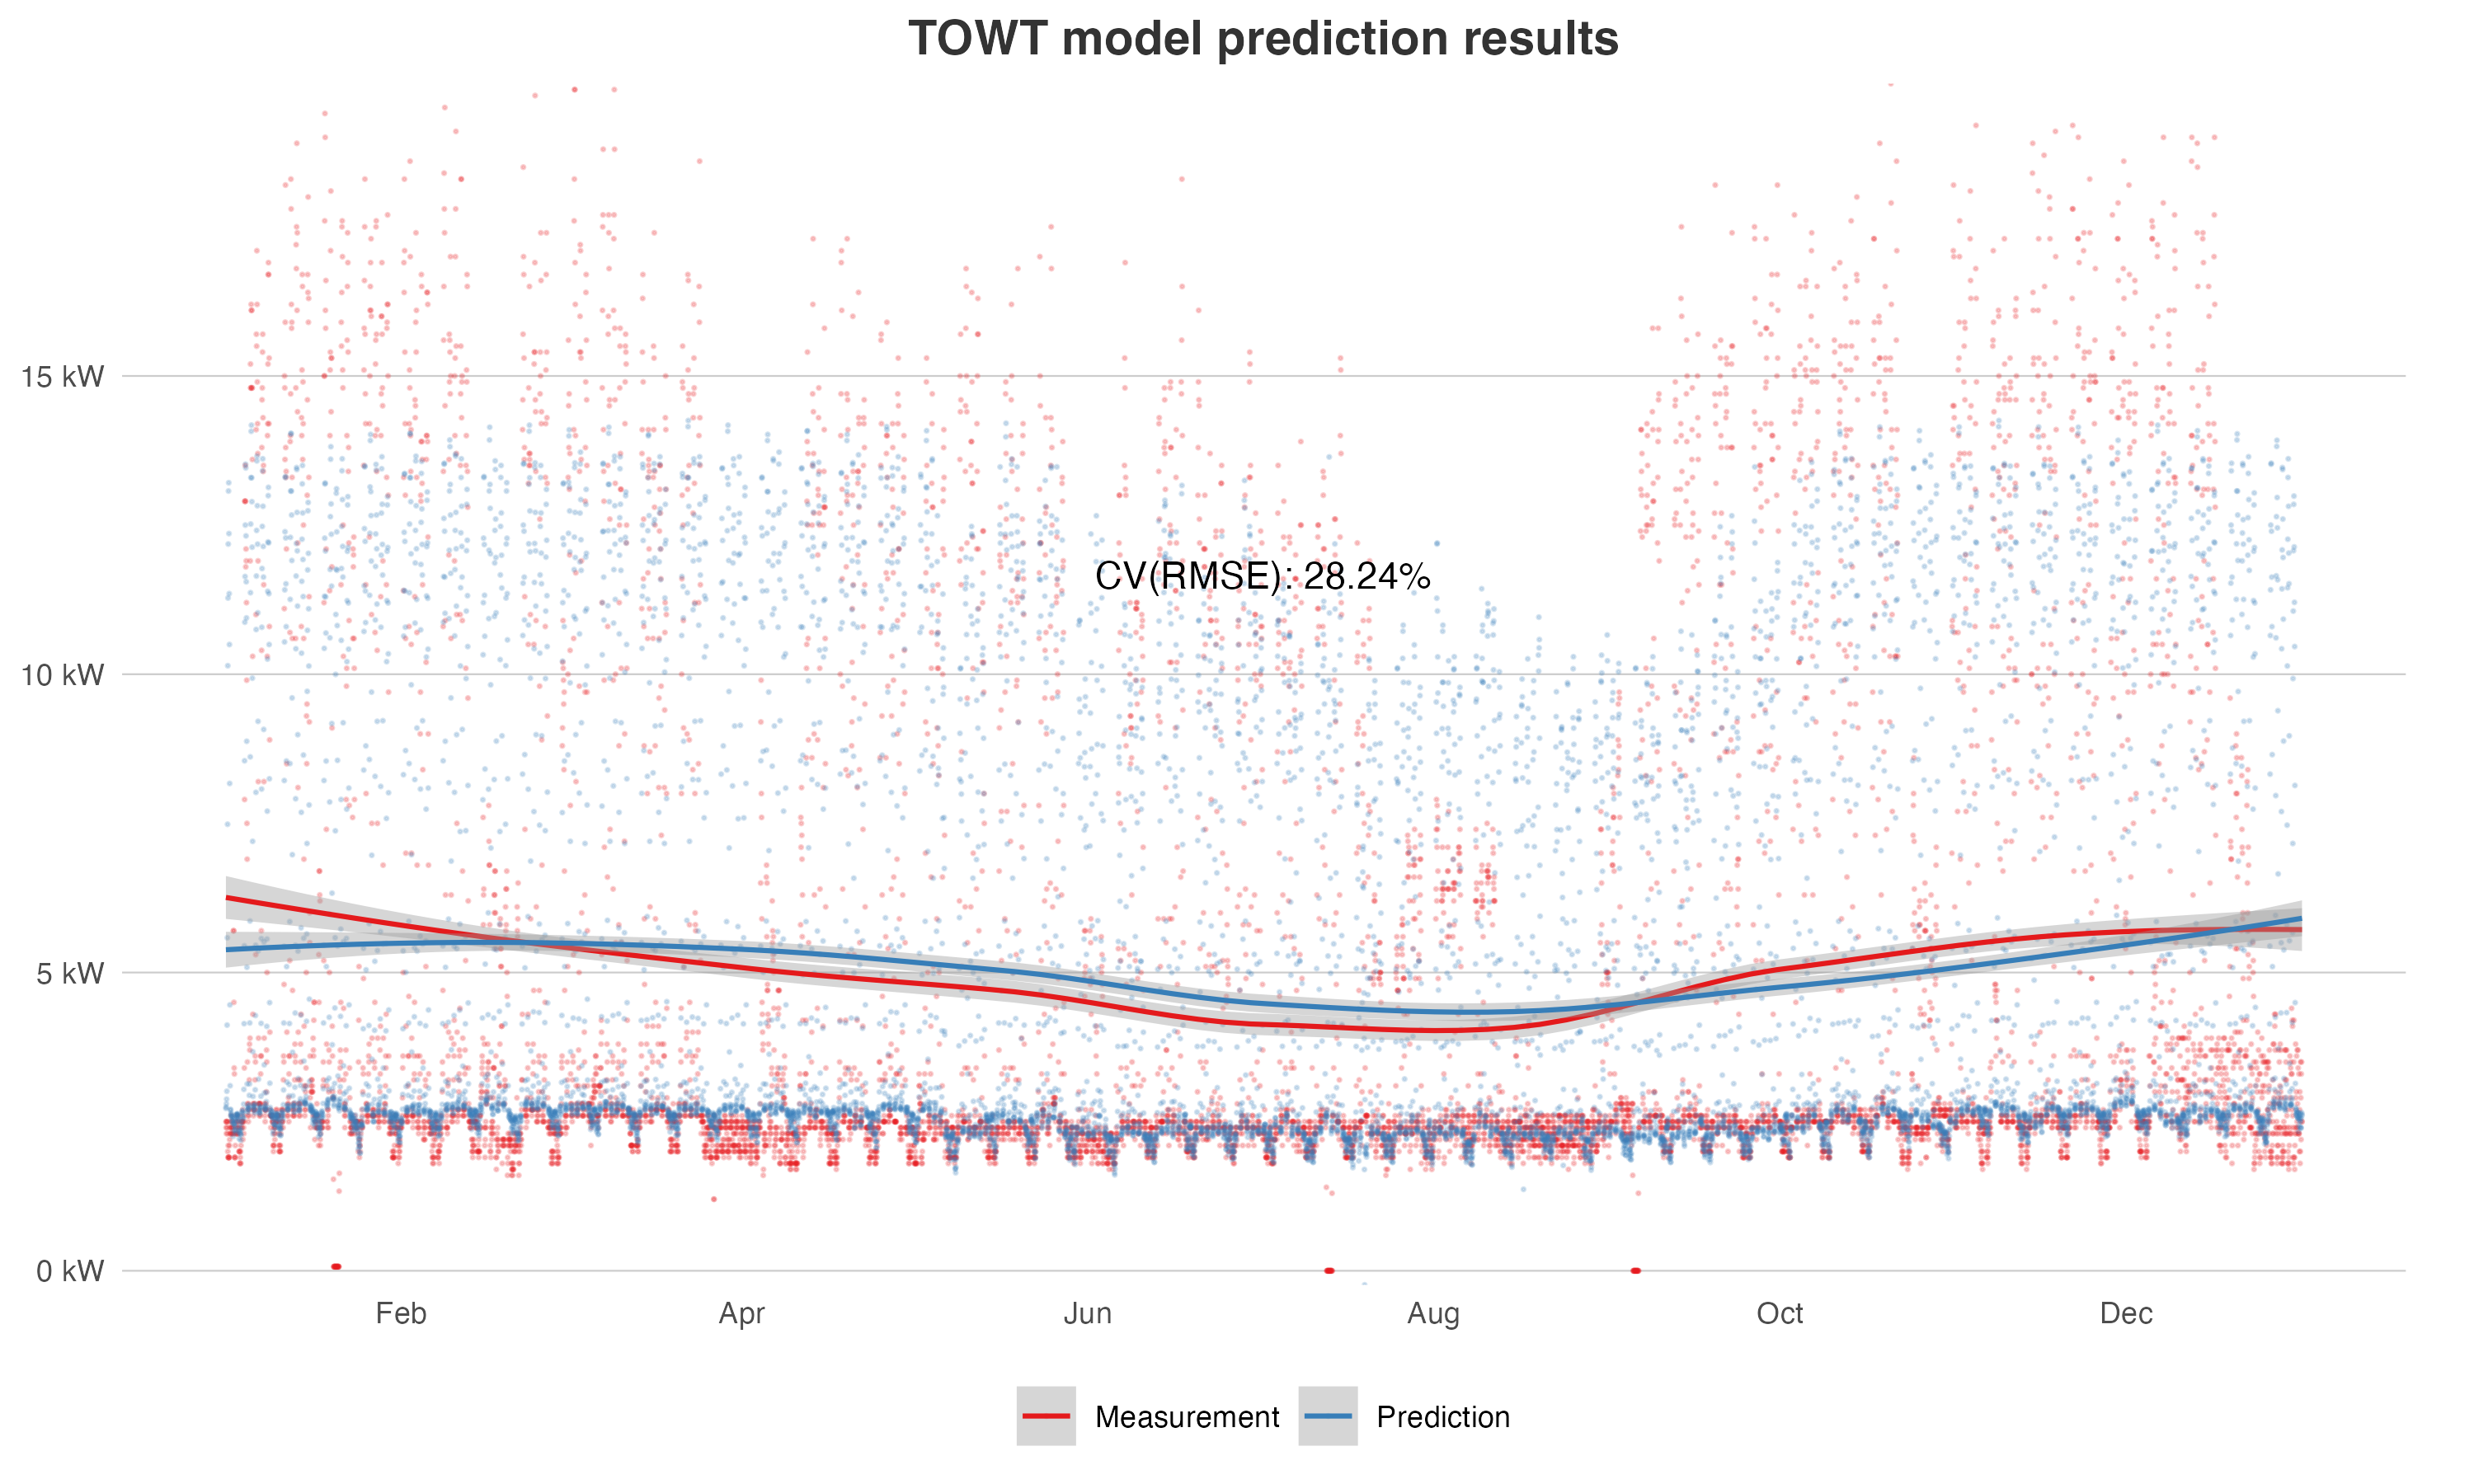 TOWT model prediction results
15 kW
CV(RMSE): 28.24%
10 kW
5 kW
0 kW
Feb Apr Jun Aug Oct Dec
Measurement Prediction